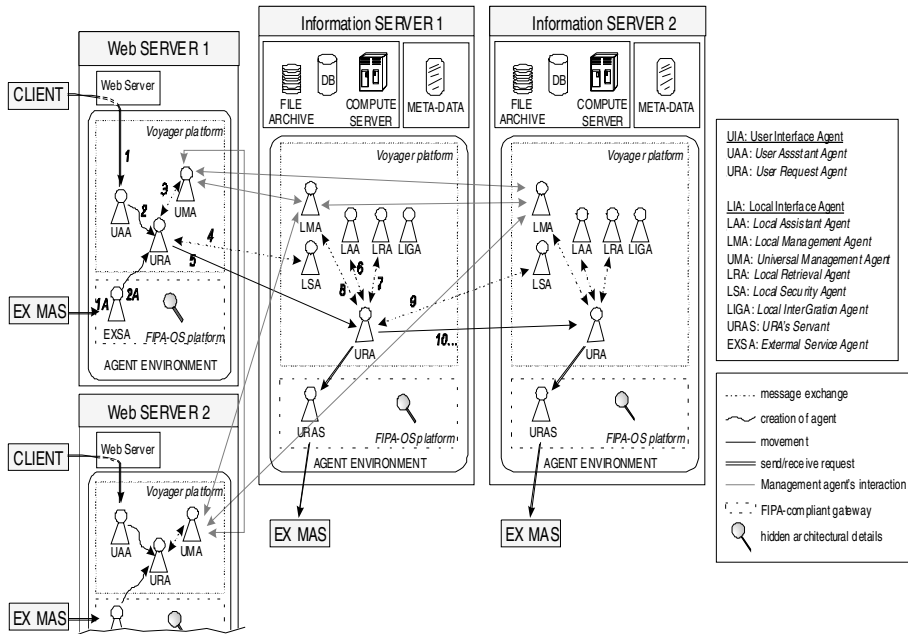 Information SERVER 1
Information SERVER 2
Web SERVER 1
Web Server
CLIENT
Voyager platform
1
2
3
UMA
UAA
URA
4
5
1A
2A
EX MAS
EXSA
FIPA-OS platform
AGENT ENVIRONMENT
Web SERVER 2
Web Server
CLIENT
Voyager platform
UAA
UMA
URA
EX MAS
FILE ARCHIVE
DB
COMPUTE SERVER
META-DATA
Voyager platform
LMA
LAA
LRA
LIGA
LSA
6
7
8
9
URA
10...
URAS
FIPA-OS platform
AGENT ENVIRONMENT
EX MAS
FILE ARCHIVE
DB
COMPUTE SERVER
META-DATA
Voyager platform
LMA
LAA
LRA
LIGA
LSA
URA
URAS
FIPA-OS platform
AGENT ENVIRONMENT
EX MAS
UIA: User Interface Agent
UAA: User Assstant Agent
URA: User Request Agent
LIA: Local Interface Agent
LAA: Local Assistant Agent
LMA: Local Management Agent
UMA: Universal Management Agent
LRA: Local Retrieval Agent
LSA: Local Security Agent
LIGA: Local InterGration Agent
URAS: URA's Servant
EXSA: Extermal Service Agent
message exchange
creation of agent
movement
send/receive request
Management agent's interaction
FIPA-compliant gateway
hidden architectural details